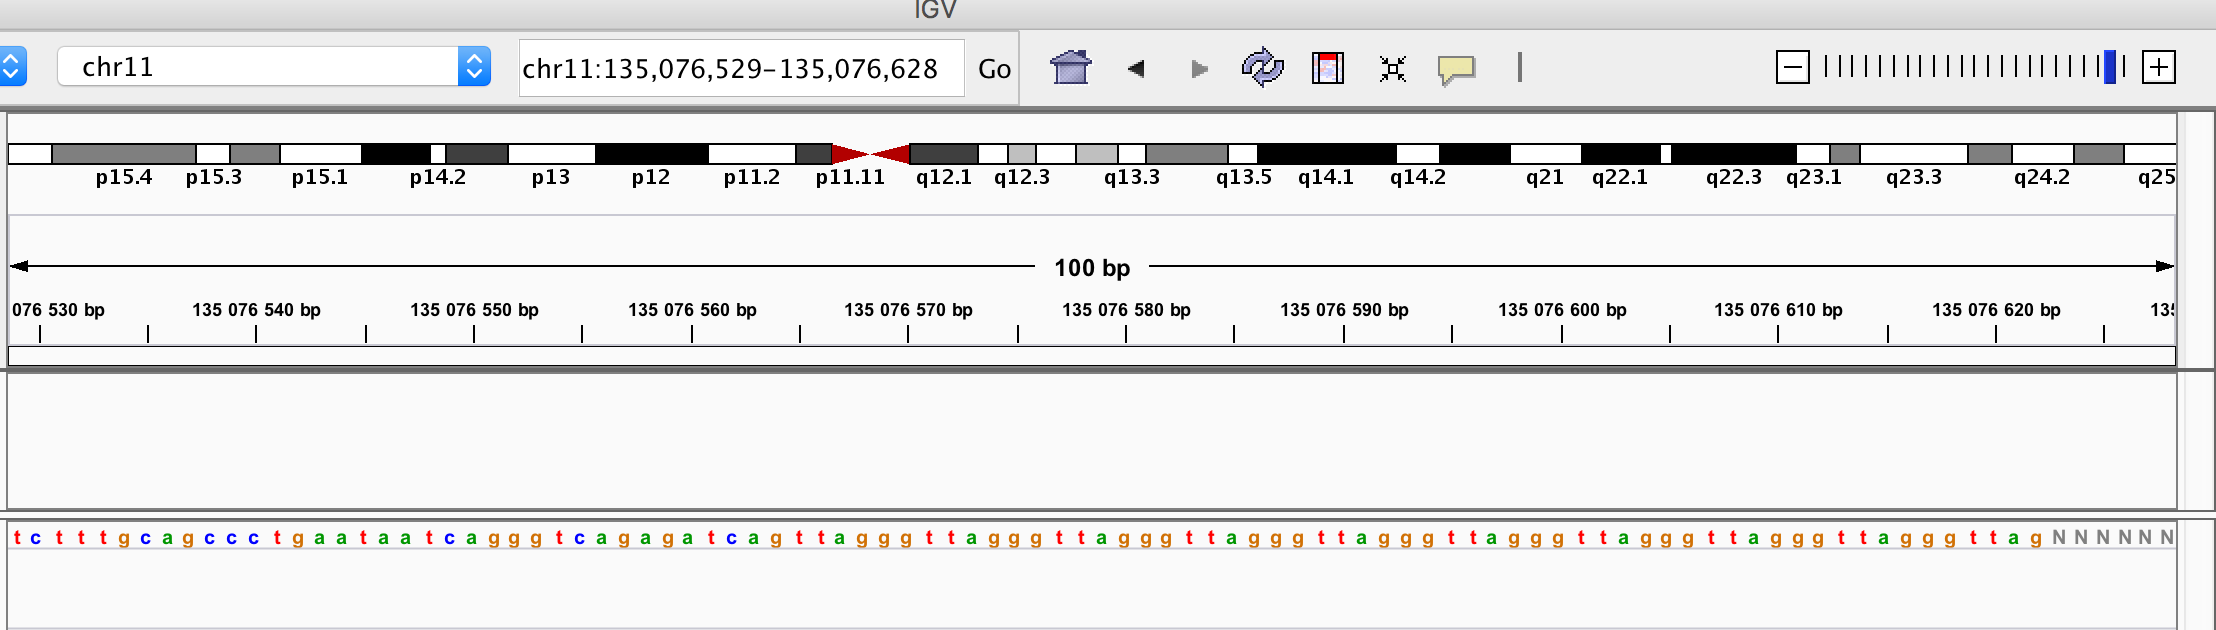 IGV
chr11 chr11:135,076,529-135,076,628 Go
p15.4 p15.3 p15.1 p14.2 p13 p12 p11.2 p11.11 q12.1 q12.3 q13.3 q13.5 q14.1 q14.2 q21 q22.1 q22.3 q23.1 q23.3 q24.2 q25
100 bp
076 530 bp 135 076 540 bp 135 076 550 bp 135 076 560 bp 135 076 570 bp 135 076 580 bp 135 076 590 bp 135 076 600 bp 135 076 610 bp 135 076 620 bp 135
t c t t t g c a g c c c t g a a t a a t c a g g g t c a g a g a t c a g t t a g g g t t a g g g t t a g g g t t a g g g t t a g g g t t a g g g t t a g g g t t a g g g t t a g g g t t a g N N N N N N